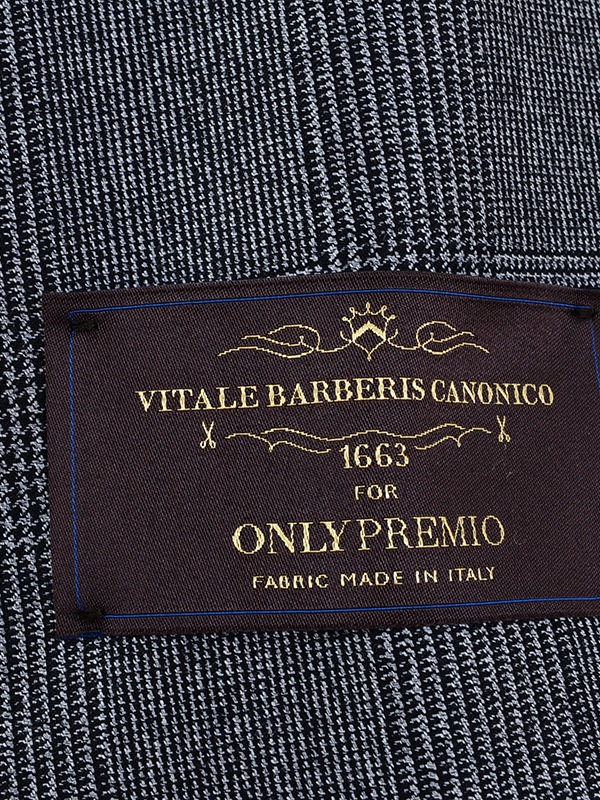 VITALE BARBERIS CANONICO
1663
FOR
ONLY PREMIO
FABRIC MADE IN ITALY